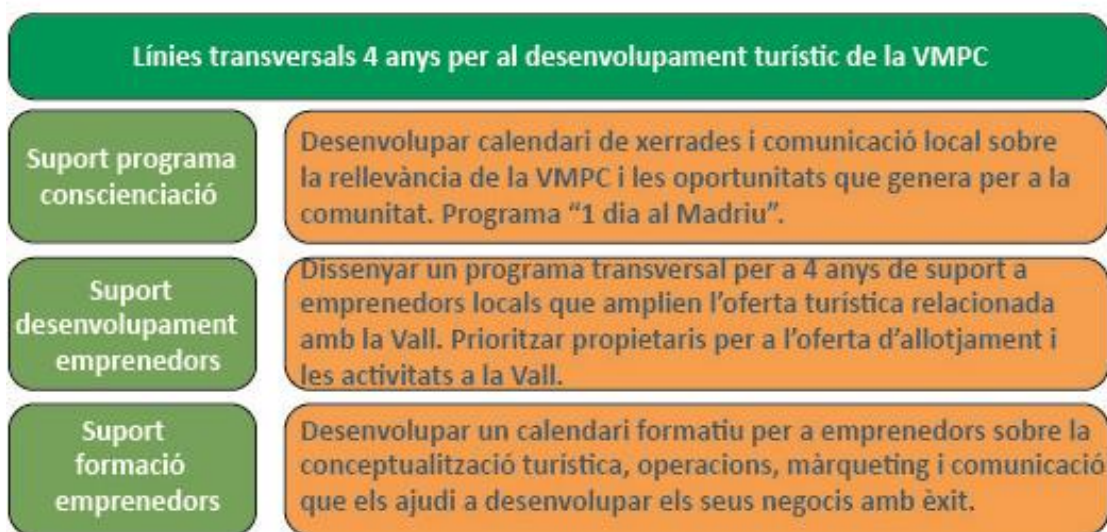 Línies transversals 4 anys per al desenvolupament turístic de la VMPC
Suport programa
conscienciació
Desenvolupar calendari de xerrades i comunicació local sobre
la rellevància de la VMPC i les oportunitats que genera per a la
comunitat. Programa “1 dia al Madriu”.
Suport
desenvolupament
emprenedors
Dissenyar un programa transversal per a 4 anys de suport a
emprenedors locals que amplien l’oferta turística relacionada
amb la Vall. Prioritzar propietaris per a l’oferta d’allotjament i
les activitats a la Vall.
Suport
formació
emprenedors
Desenvolupar un calendari formatiu per a emprenedors sobre la
conceptualització turística, operacions, màrqueting i comunicació
que els ajudi a desenvolupar els seus negocis amb èxit.